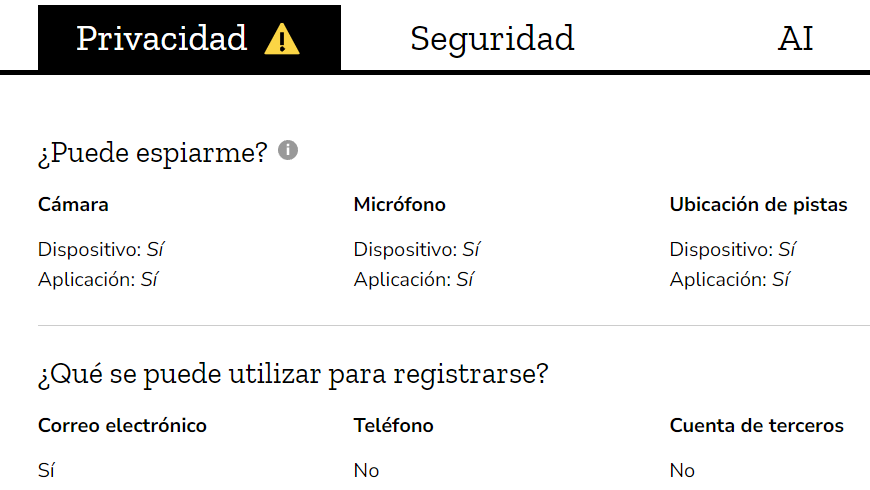 Privacidad ⚠ Seguridad AI
¿Puede espiarme?
Cámara Micrófono Ubicación de pistas
Dispositivo: Sí Dispositivo: Sí Dispositivo: Sí
Aplicación: Sí Aplicación: Sí Aplicación: Sí
¿Qué se puede utilizar para registrarse?
Correo electrónico Teléfono Cuenta de terceros
Sí No No